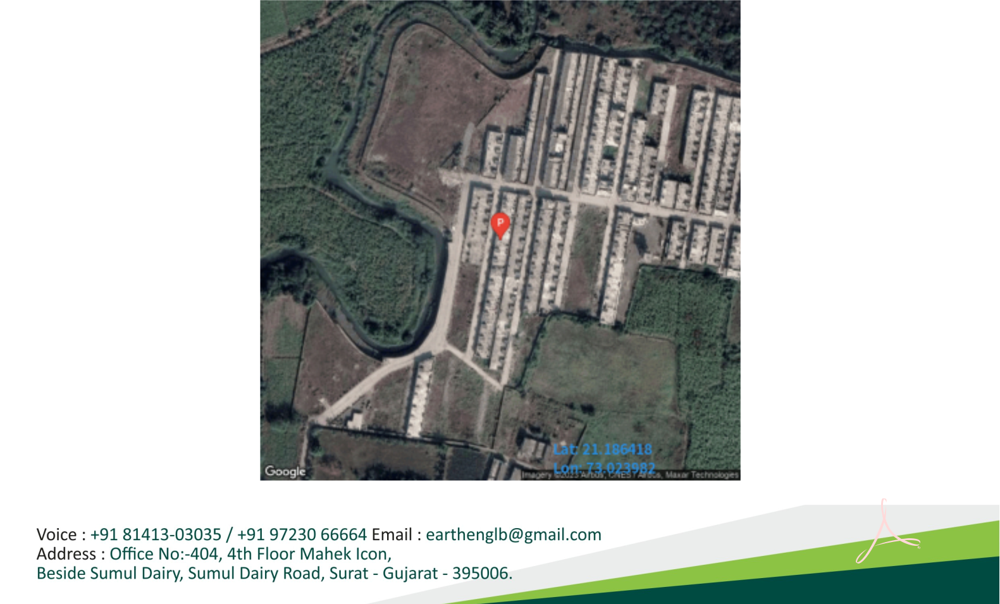 P
Lat: 21.186418
Lon: 73.023982
Google
Imagery ©2023 Airbus, CNES / Airbus, Maxar Technologies
Voice : +91 81413-03035 / +91 97230 66664 Email : earthenglb@gmail.com
Address : Office No:-404, 4th Floor Mahek Icon,
Beside Sumul Dairy, Sumul Dairy Road, Surat - Gujarat - 395006.